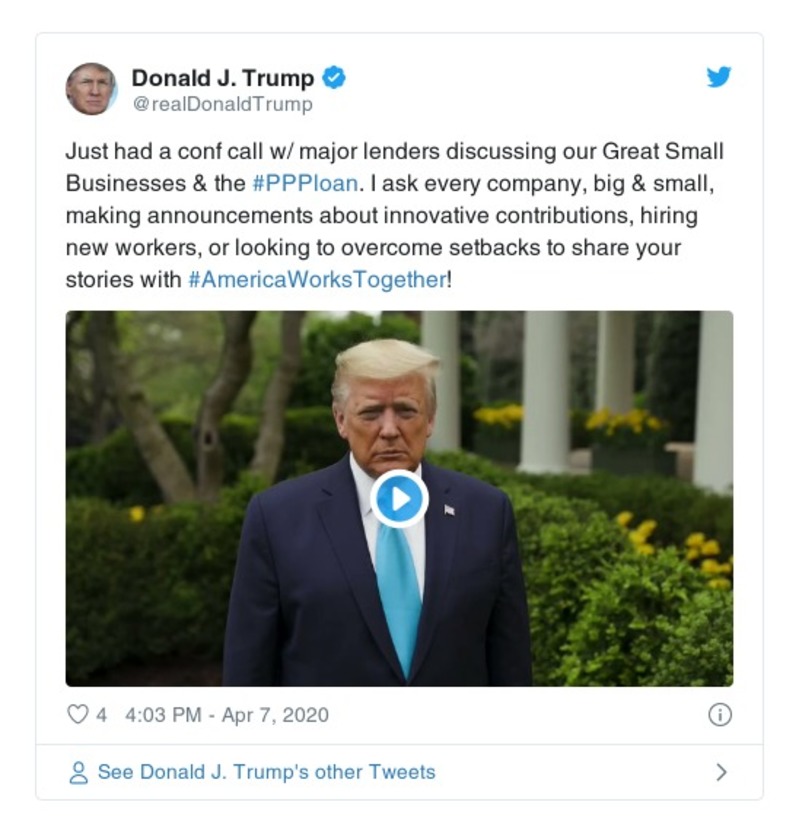 Donald J. Trump
@realDonaldTrump
Just had a conf call w/ major lenders discussing our Great Small
Businesses & the #PPPloan. I ask every company, big & small,
making announcements about innovative contributions, hiring
new workers, or looking to overcome setbacks to share your
stories with #AmericaWorksTogether!
4 4:03 PM - Apr 7, 2020
See Donald J. Trump's other Tweets